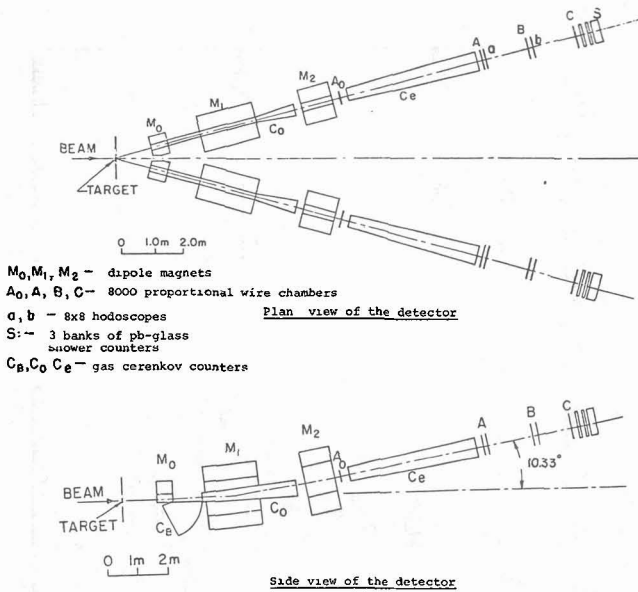 A a B b C S
M₂ A₀ Ce
M₁ C₀
M₀
BEAM
TARGET
0 1.0m 2.0m
M₀,M₁, M₂ – dipole magnets
A₀, A, B, C– 8000 proportional wire chambers
a, b – 8x8 hodoscopes
Plan view of the detector
S:– 3 banks of pb-glass
shower counters
C_B,C₀ Ce – gas cerenkov counters
A B C
M₂ A₀ Ce
10.33°
M₀ M₁ C₀
BEAM
TARGET
C_B
0 1m 2m
Side view of the detector